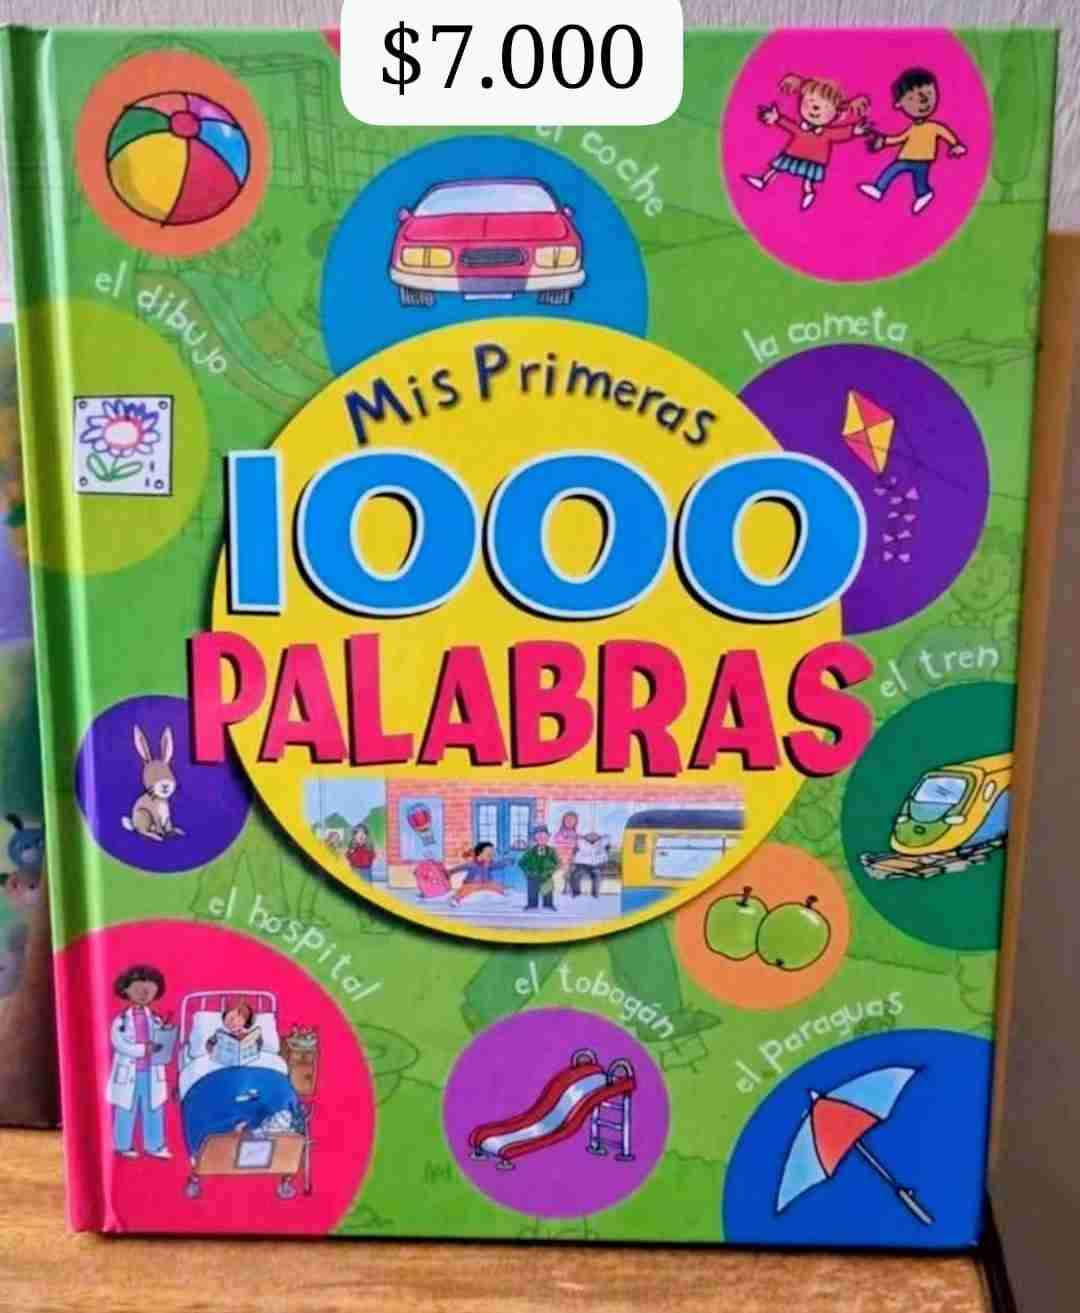 $7.000
el coche
el dibujo
la cometa
Mis Primeras
1000
PALABRAS
el tren
el hospital
el tobogán
el paraguas